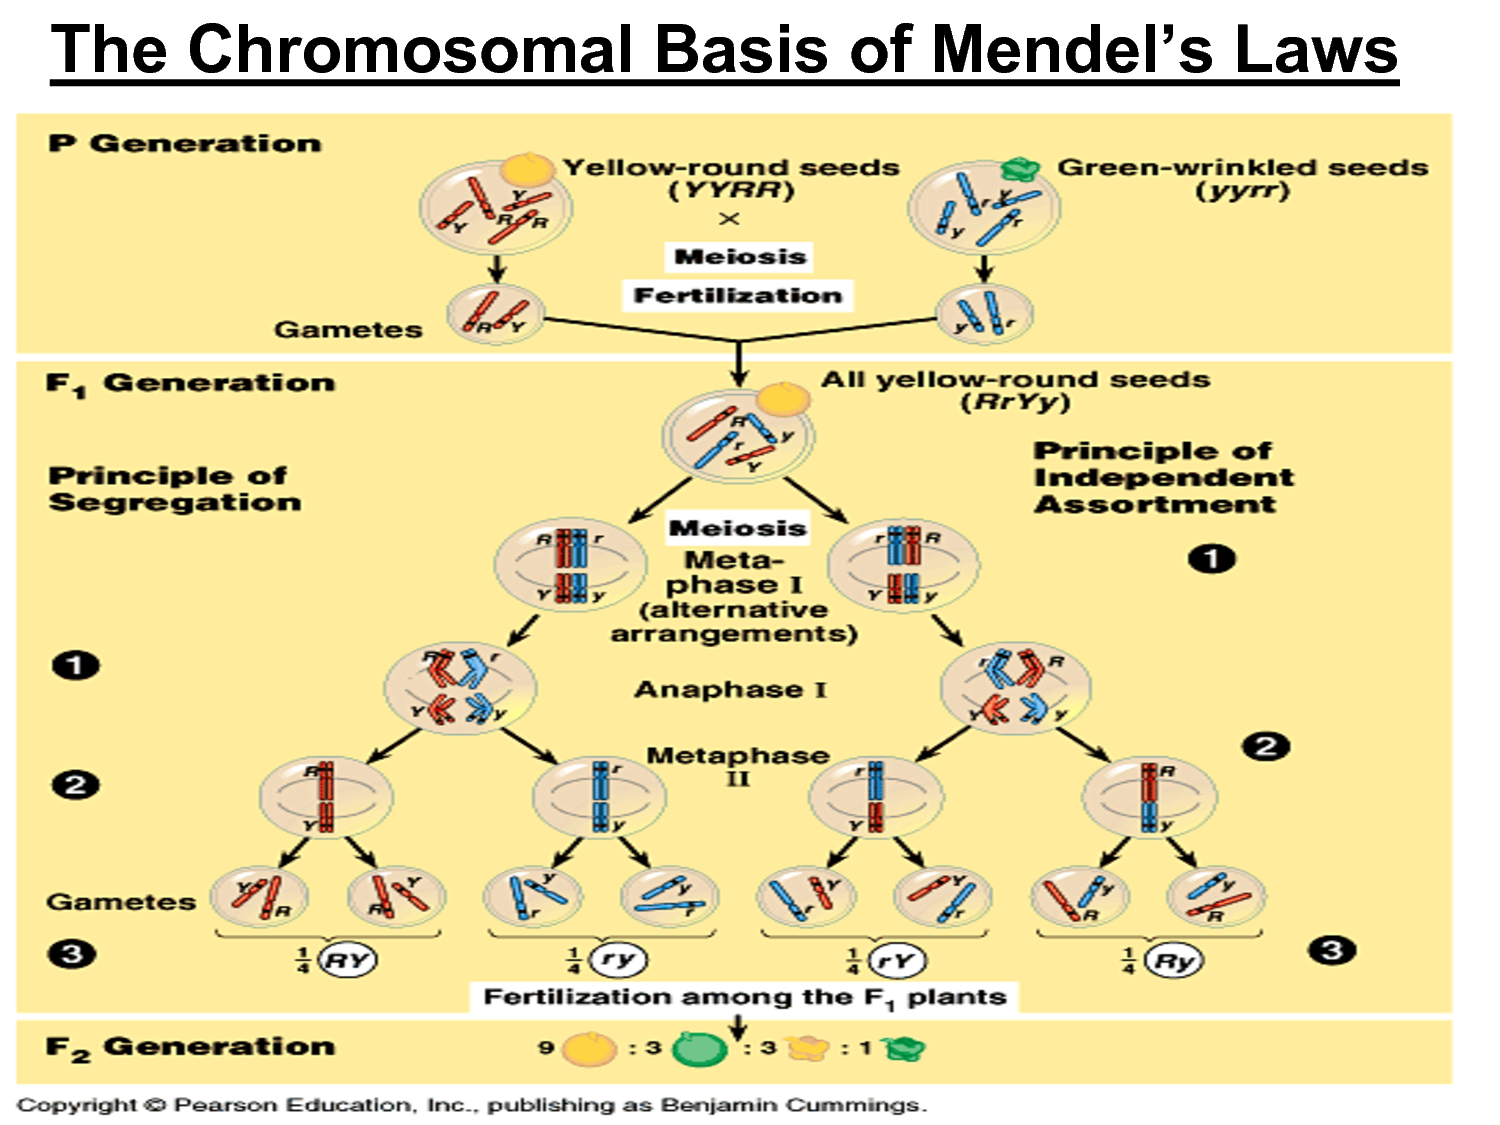 The Chromosomal Basis of Mendel's Laws
P Generation
Yellow-round seeds
(YYRR)
×
Green-wrinkled seeds
(yyrr)
Y
Y
R
R
y
r
y
r
Meiosis
Fertilization
Gametes
R Y
y r
F1 Generation
All yellow-round seeds
(RrYy)
R
y
r
Y
Principle of
Segregation
Principle of
Independent
Assortment
Meiosis
Meta-
phase I
(alternative
arrangements)
R r
Y y
r R
Y y
1
1
R r
Y y
Anaphase I
r R
Y y
2
Metaphase
II
2
R
Y
r
y
r
Y
R
y
Gametes
Y R
Y R
y r
y r
Y r
Y r
y R
y R
3
1/4 RY
1/4 ry
1/4 rY
1/4 Ry
3
Fertilization among the F1 plants
F2 Generation
9 : 3 : 3 : 1
Copyright © Pearson Education, Inc., publishing as Benjamin Cummings.